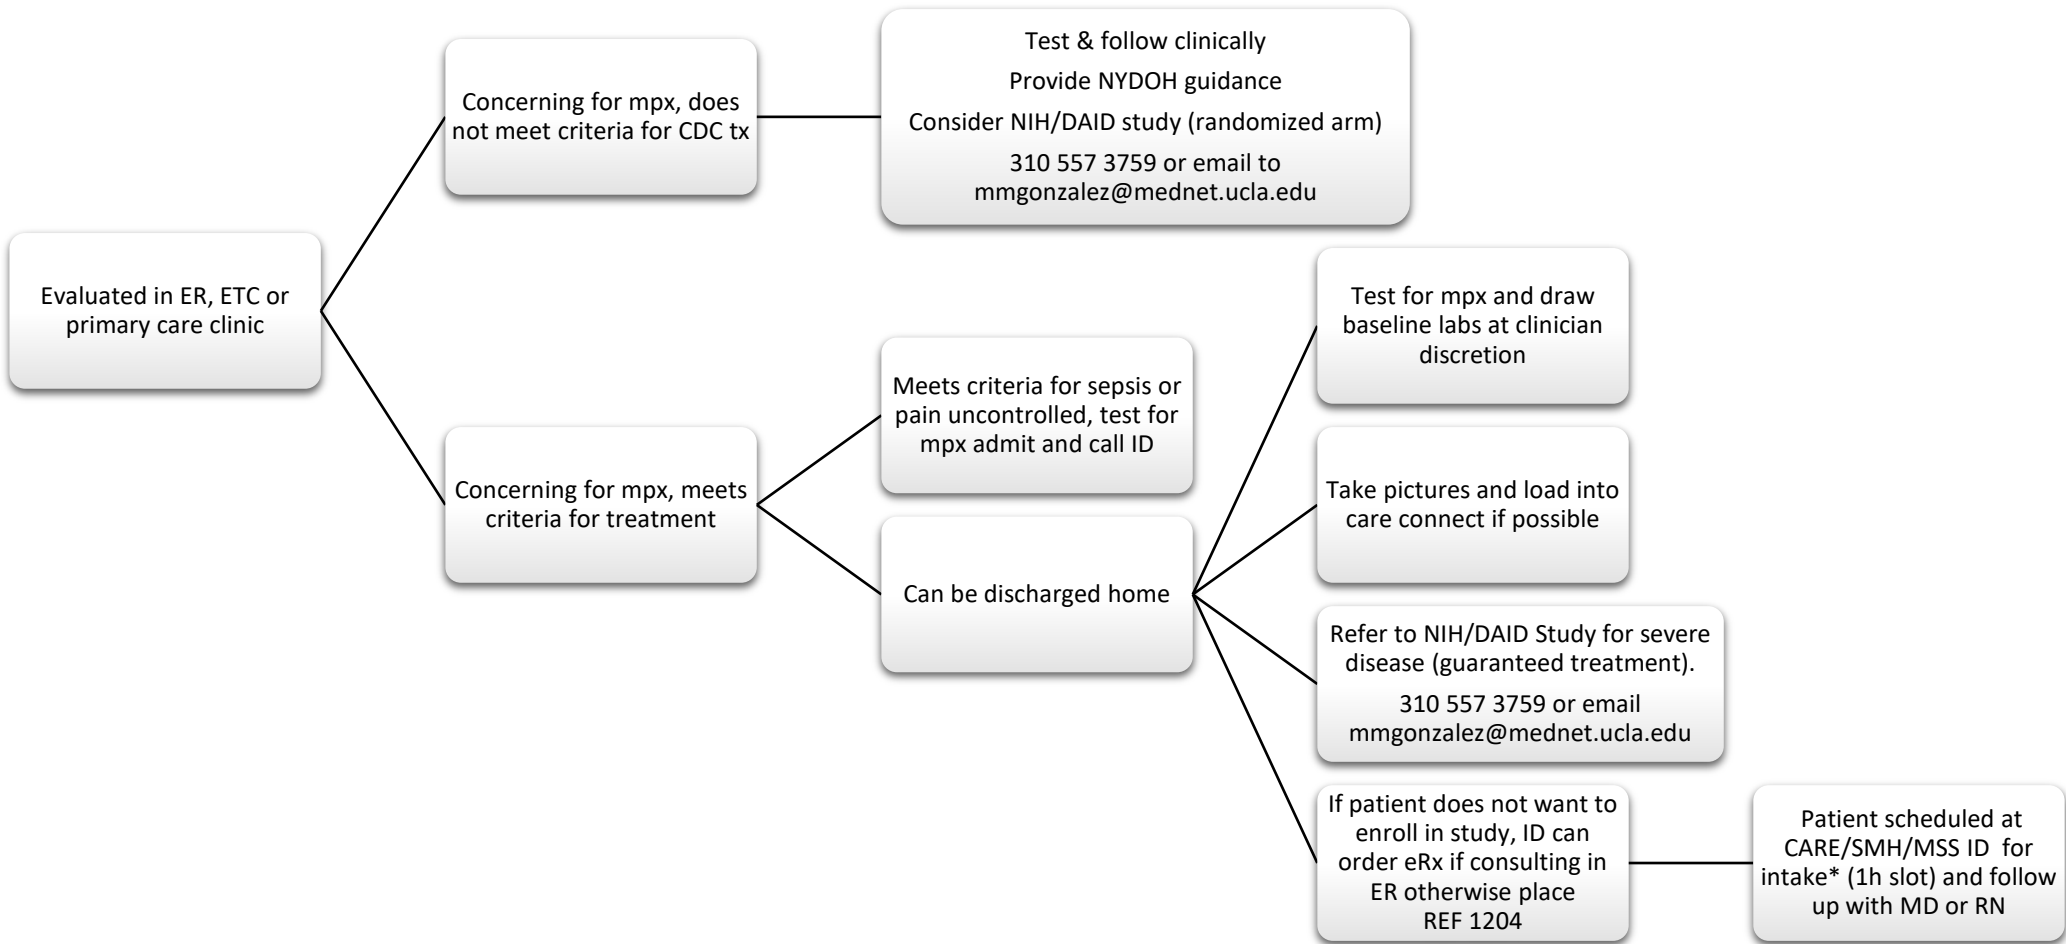 Evaluated in ER, ETC or
primary care clinic
Concerning for mpx, does
not meet criteria for CDC tx
Test & follow clinically
Provide NYDOH guidance
Consider NIH/DAID study (randomized arm)
310 557 3759 or email to
mmgonzalez@mednet.ucla.edu
Concerning for mpx, meets
criteria for treatment
Meets criteria for sepsis or
pain uncontrolled, test for
mpx admit and call ID
Can be discharged home
Test for mpx and draw
baseline labs at clinician
discretion
Take pictures and load into
care connect if possible
Refer to NIH/DAID Study for severe
disease (guaranteed treatment).
310 557 3759 or email
mmgonzalez@mednet.ucla.edu
If patient does not want to
enroll in study, ID can
order eRx if consulting in
ER otherwise place
REF 1204
Patient scheduled at
CARE/SMH/MSS ID for
intake* (1h slot) and follow
up with MD or RN